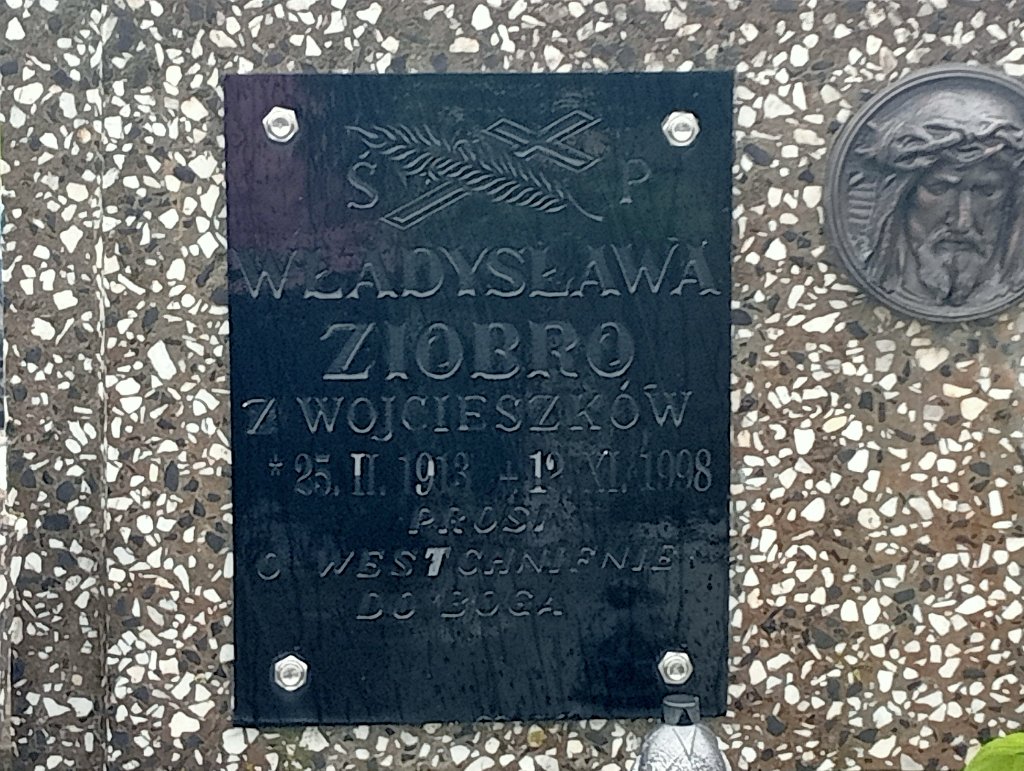 Ś P
WŁADYSŁAWA
ZIOBRO
Z WOJCIESZKÓW
* 25.II. 1913 + 12.XI.1998
PROSI
O WESTCHNIENIE
DO BOGA